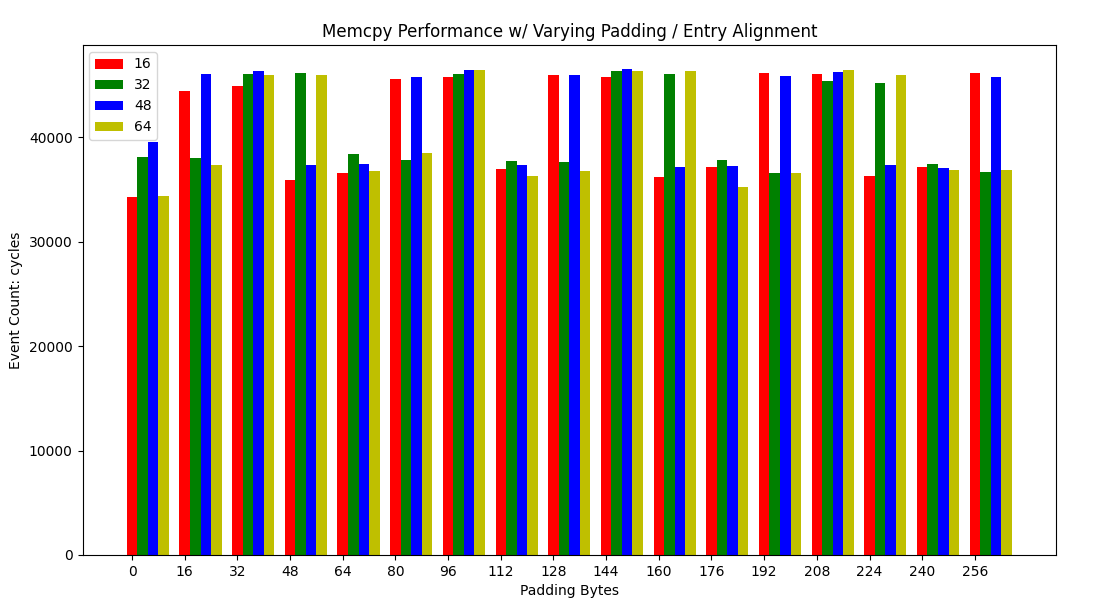 Memcpy Performance w/ Varying Padding / Entry Alignment
16
32
48
64
40000
30000
20000
10000
0
Event Count: cycles
0 16 32 48 64 80 96 112 128 144 160 176 192 208 224 240 256
Padding Bytes